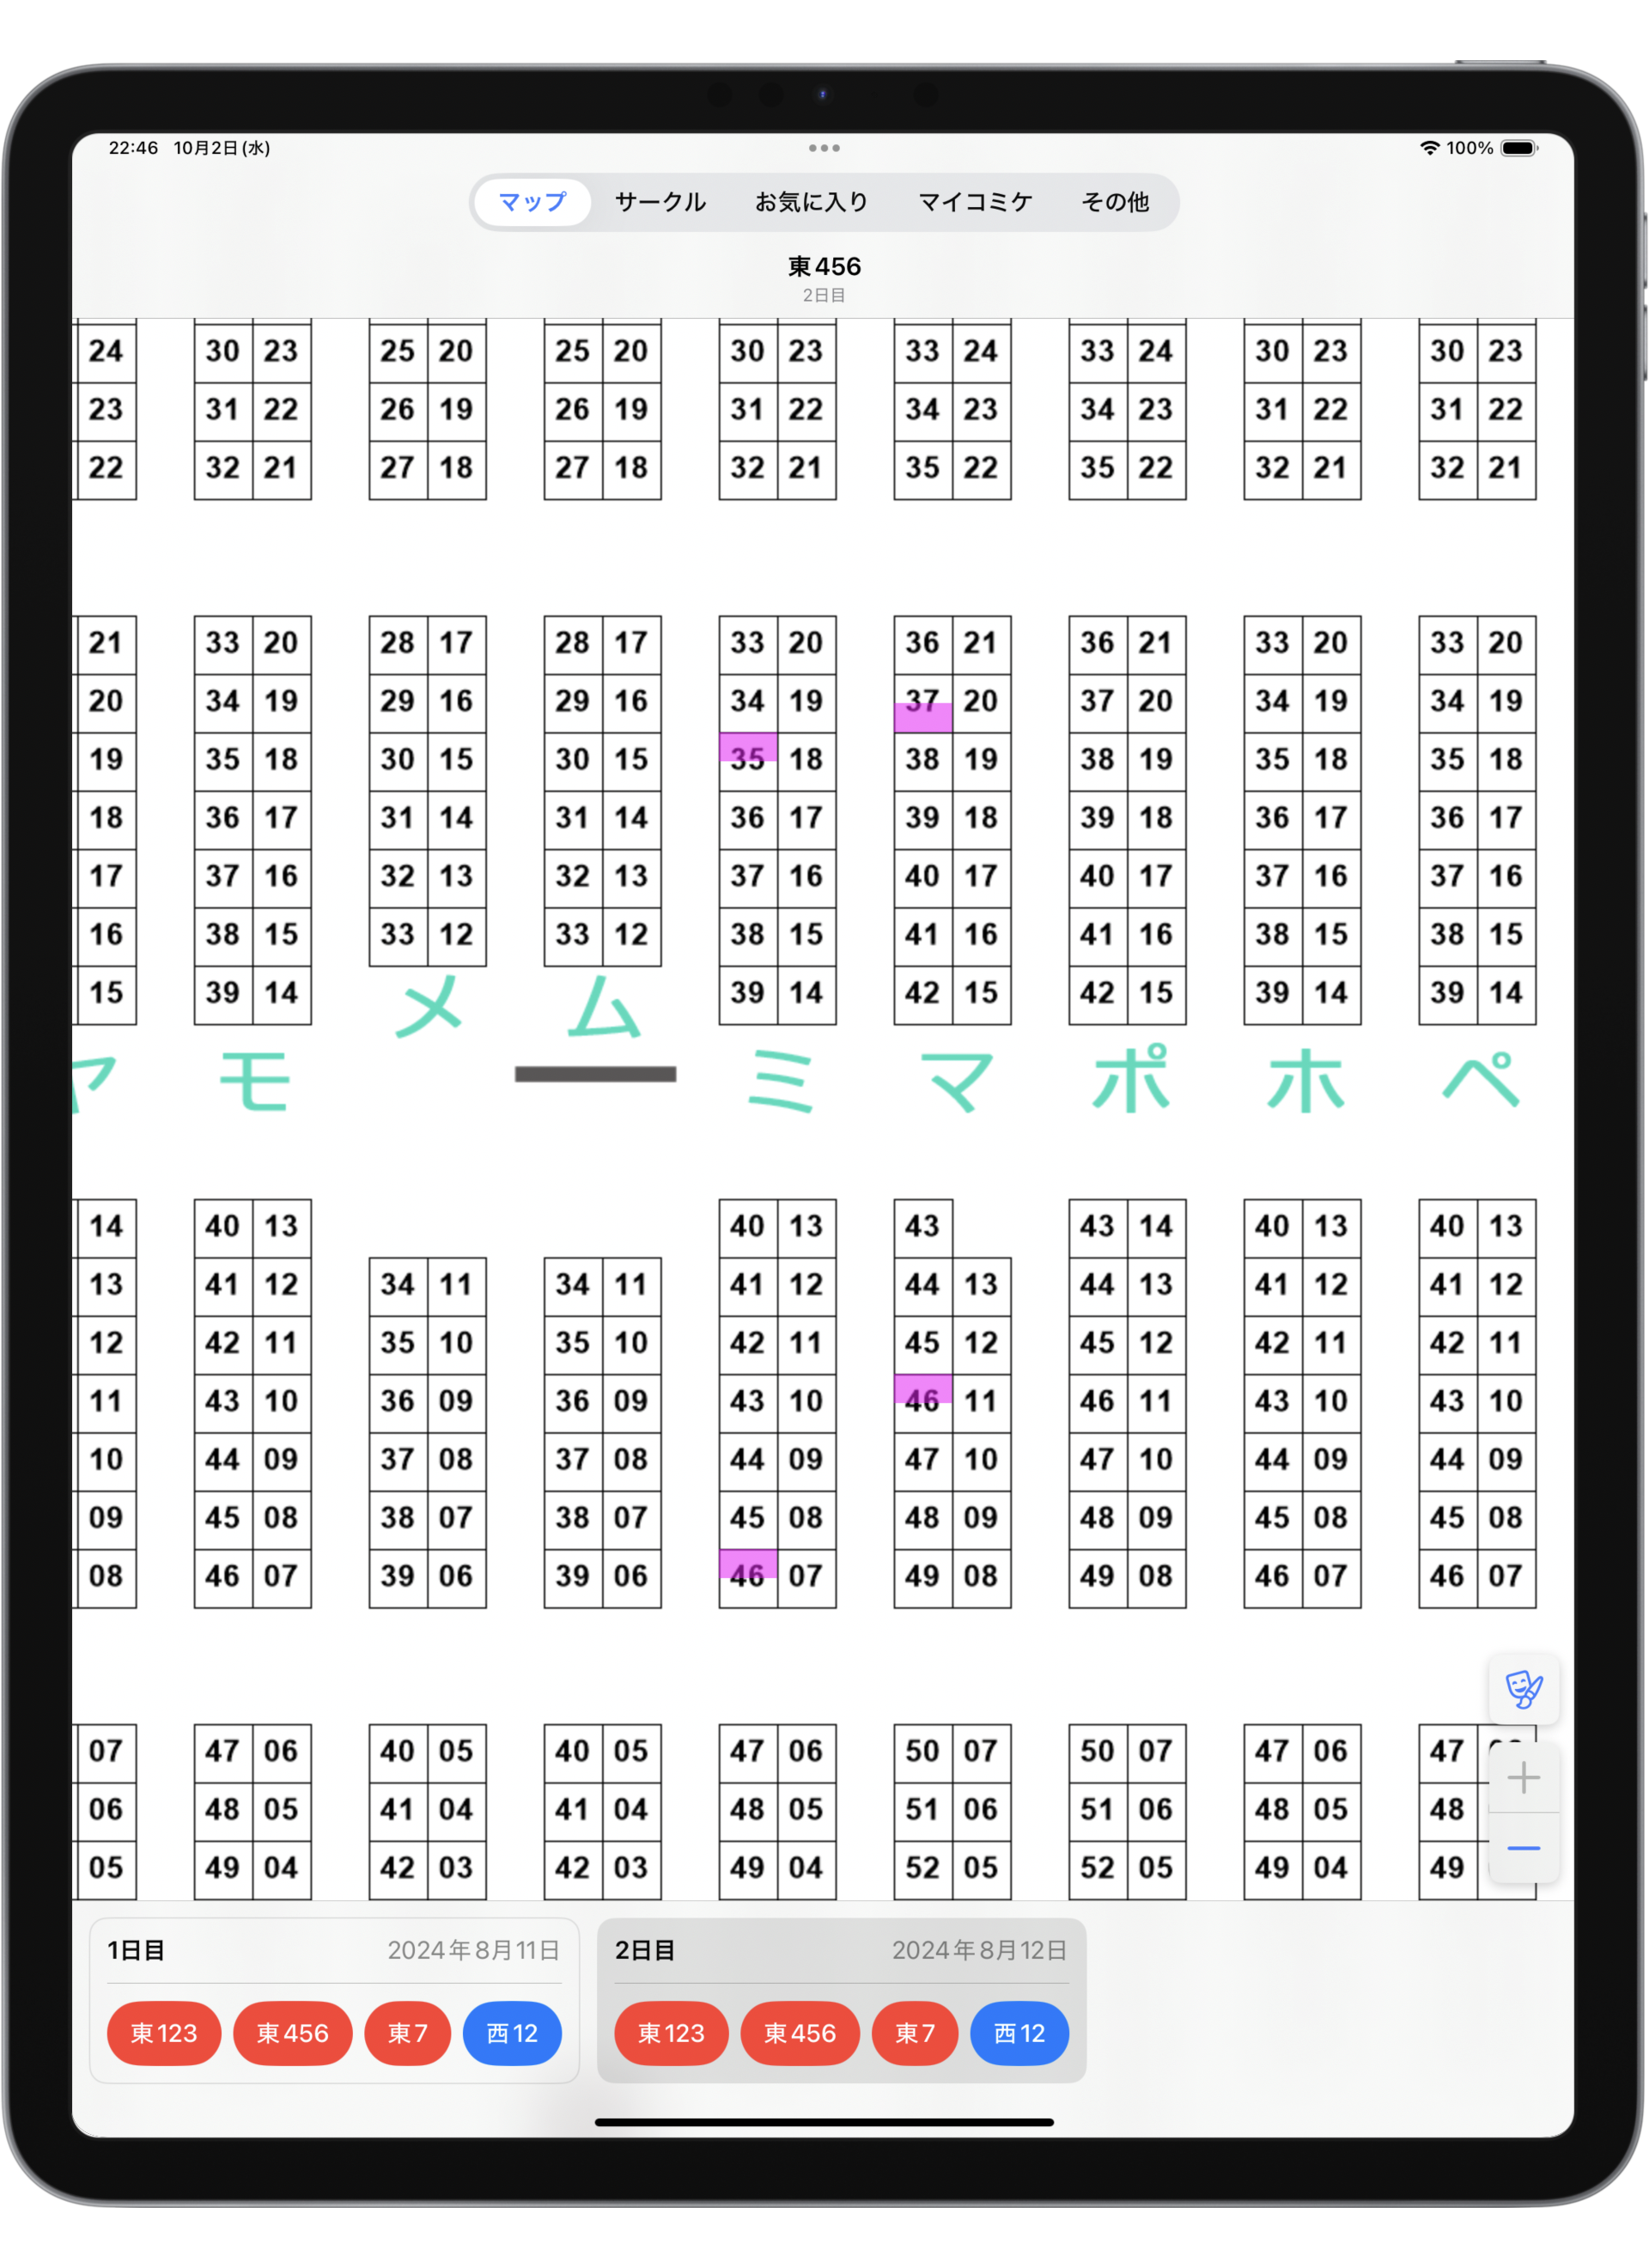 22:46 10月2日(水) 100%
マップ サークル お気に入り マイコミケ その他
東456
2日目
24 30 23 25 20 25 20 30 23 33 24 33 24 30 23 30 23
23 31 22 26 19 26 19 31 22 34 23 34 23 31 22 31 22
22 32 21 27 18 27 18 32 21 35 22 35 22 32 21 32 21
21 33 20 28 17 28 17 33 20 36 21 36 21 33 20 33 20
20 34 19 29 16 29 16 34 19 37 20 37 20 34 19 34 19
19 35 18 30 15 30 15 35 18 38 19 38 19 35 18 35 18
18 36 17 31 14 31 14 36 17 39 18 39 18 36 17 36 17
17 37 16 32 13 32 13 37 16 40 17 40 17 37 16 37 16
16 38 15 33 12 33 12 38 15 41 16 41 16 38 15 38 15
15 39 14 メ ム 39 14 42 15 42 15 39 14 39 14
ヤ モ ミ マ ポ ホ ペ
14 40 13 40 13 43 43 14 40 13 40 13
13 41 12 34 11 34 11 41 12 44 13 44 13 41 12 41 12
12 42 11 35 10 35 10 42 11 45 12 45 12 42 11 42 11
11 43 10 36 09 36 09 43 10 46 11 46 11 43 10 43 10
10 44 09 37 08 37 08 44 09 47 10 47 10 44 09 44 09
09 45 08 38 07 38 07 45 08 48 09 48 09 45 08 45 08
08 46 07 39 06 39 06 46 07 49 08 49 08 46 07 46 07
07 47 06 40 05 40 05 47 06 50 07 50 07 47 06 47
06 48 05 41 04 41 04 48 05 51 06 51 06 48 05 48
05 49 04 42 03 42 03 49 04 52 05 52 05 49 04 49
1日目 2024年8月11日
東123 東456 東7 西12
2日目 2024年8月12日
東123 東456 東7 西12